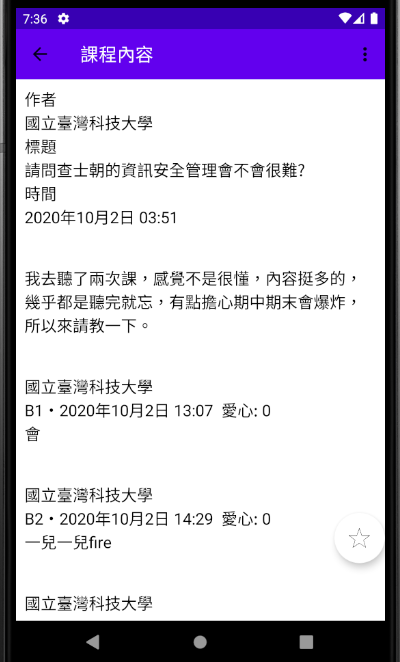 7:36
課程內容
作者
國立臺灣科技大學
標題
請問查士朝的資訊安全管理會不會很難?
時間
2020年10月2日 03:51
我去聽了兩次課，感覺不是很懂，內容挺多的，
幾乎都是聽完就忘，有點擔心期中期末會爆炸，
所以來請教一下。
國立臺灣科技大學
B1・2020年10月2日 13:07 愛心: 0
會
國立臺灣科技大學
B2・2020年10月2日 14:29 愛心: 0
一兒一兒fire
國立臺灣科技大學